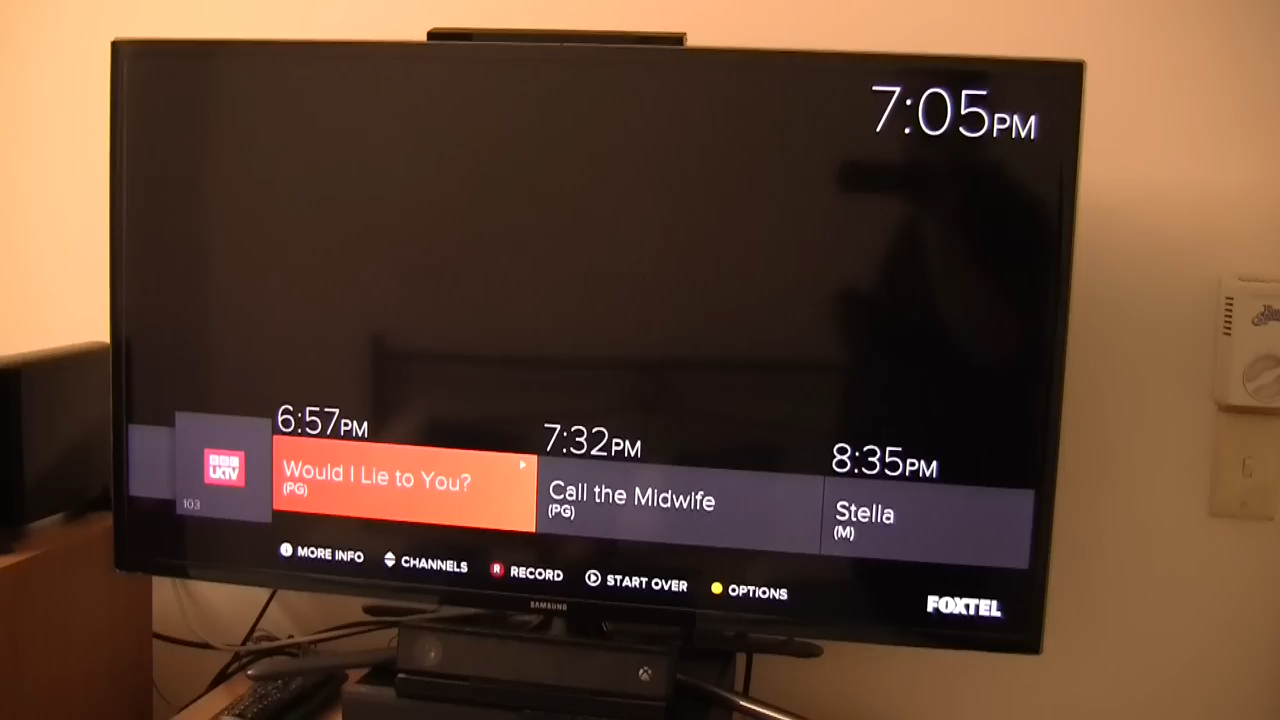 7:05PM
6:57PM
7:32PM
8:35PM
BBC
UKTV
103
Would I Lie to You?
(PG)
Call the Midwife
(PG)
Stella
(M)
i MORE INFO
CHANNELS
R RECORD
START OVER
OPTIONS
FOXTEL
SAMSUNG